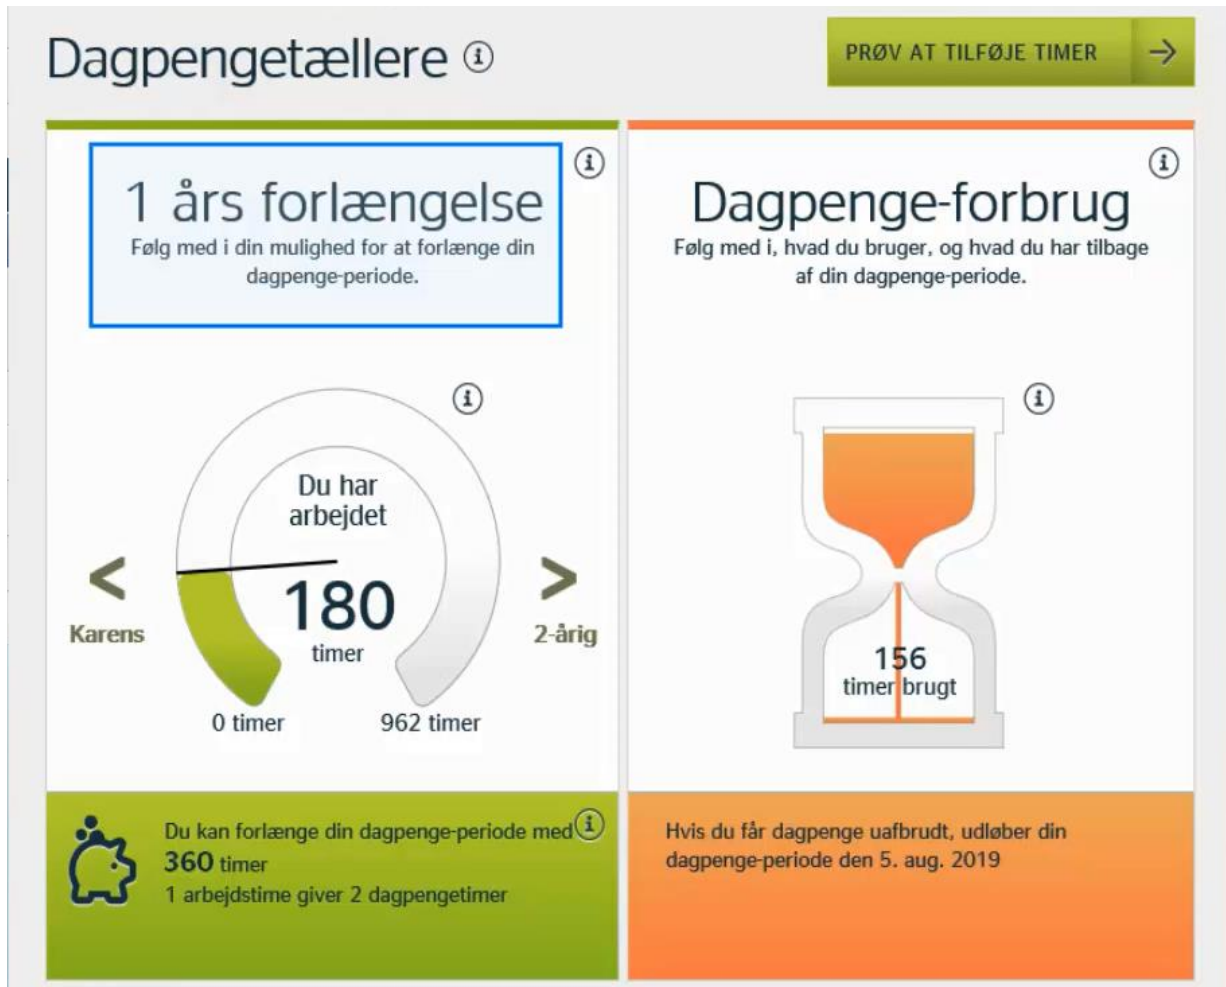 Dagpengetællere
PRØV AT TILFØJE TIMER
1 års forlængelse
Følg med i din mulighed for at forlænge din
dagpenge-periode.
Du har
arbejdet
180
timer
<
Karens
>
2-årig
0 timer
962 timer
Du kan forlænge din dagpenge-periode med
360 timer
1 arbejdstime giver 2 dagpengetimer
Dagpenge-forbrug
Følg med i, hvad du bruger, og hvad du har tilbage
af din dagpenge-periode.
156
timer brugt
Hvis du får dagpenge uafbrudt, udløber din
dagpenge-periode den 5. aug. 2019